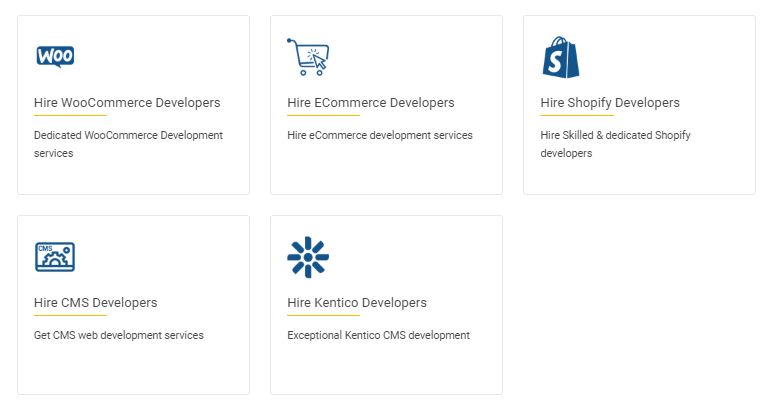 WOO
Hire WooCommerce Developers
Dedicated WooCommerce Development
services
Hire ECommerce Developers
Hire eCommerce development services
S
Hire Shopify Developers
Hire Skilled & dedicated Shopify
developers
CMS
Hire CMS Developers
Get CMS web development services
Hire Kentico Developers
Exceptional Kentico CMS development